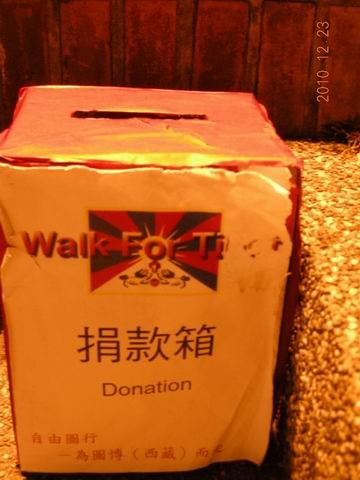 2010 12 23
Walk For Ti
捐款箱
Donation
自由圖行
—為圖博（西藏）而